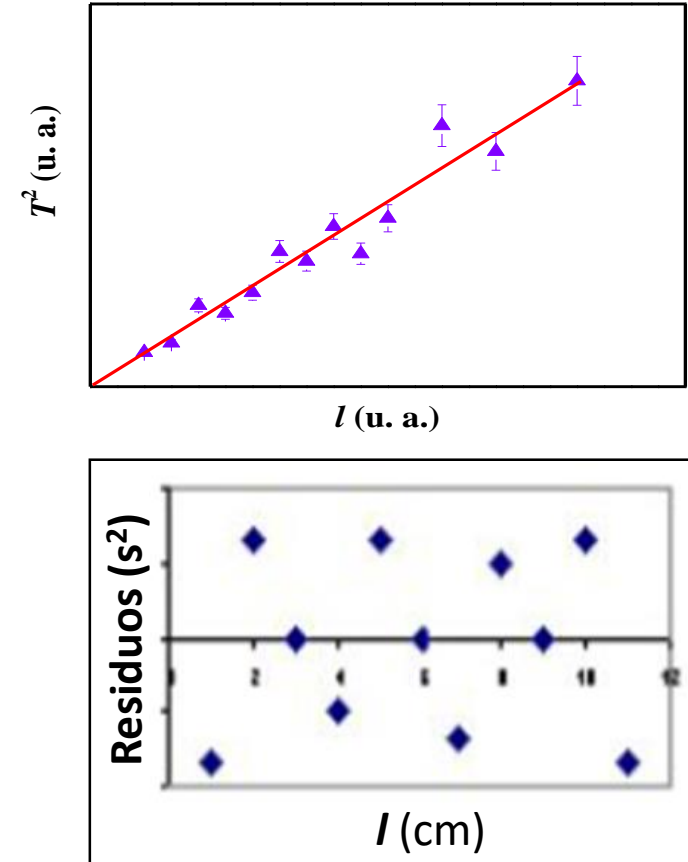 T² (u. a.)
l (u. a.)
Residuos (s²)
2 4 6 8 10 12
l (cm)